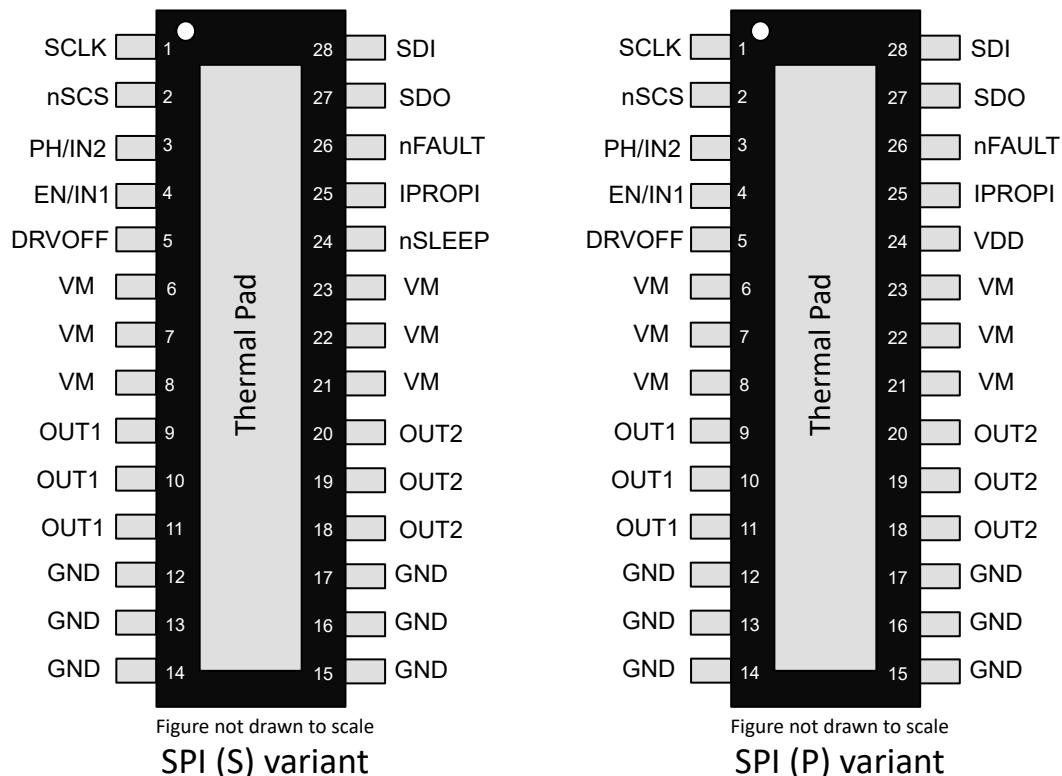 SCLK 1 28 SDI
nSCS 2 27 SDO
PH/IN2 3 26 nFAULT
EN/IN1 4 25 IPROPI
DRVOFF 5 24 nSLEEP
VM 6 23 VM
VM 7 22 VM
VM 8 21 VM
OUT1 9 20 OUT2
OUT1 10 19 OUT2
OUT1 11 18 OUT2
GND 12 17 GND
GND 13 16 GND
GND 14 15 GND
Thermal Pad
Figure not drawn to scale
SPI (S) variant
SCLK 1 28 SDI
nSCS 2 27 SDO
PH/IN2 3 26 nFAULT
EN/IN1 4 25 IPROPI
DRVOFF 5 24 VDD
VM 6 23 VM
VM 7 22 VM
VM 8 21 VM
OUT1 9 20 OUT2
OUT1 10 19 OUT2
OUT1 11 18 OUT2
GND 12 17 GND
GND 13 16 GND
GND 14 15 GND
Thermal Pad
Figure not drawn to scale
SPI (P) variant